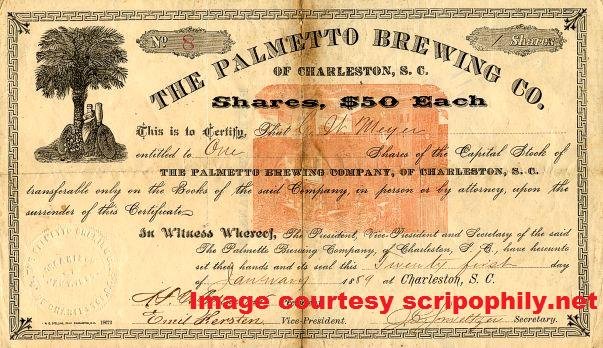 No 8
1 Shares
THE PALMETTO BREWING CO.
OF CHARLESTON, S. C.
Shares, $50 Each
This is to Certify, That C. W. Meyer
entitled to One Shares of the Capital Stock of
THE PALMETTO BREWING COMPANY, OF CHARLESTON, S. C.
transferable only on the Books of the said Company, in person or by attorney, upon the
surrender of this Certificate.
In Witness Whereof, The President, Vice-President and Secretary of the said
The Palmetto Brewing Company, of Charleston, S. C., have hereunto
set their hands and its seal this Twenty first day
of January 1889 at Charleston, S. C.
Image courtesy scripophily.net
Emil Kersten Vice-President. Secretary.